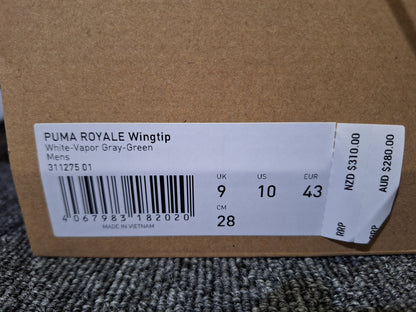 PUMA ROYALE Wingtip
White-Vapor Gray-Green
Mens
311275 01
4 067983 182020
MADE IN VIETNAM
UK US EUR
9 10 43
CM
28
RRP NZD $310.00
RRP AUD $280.00